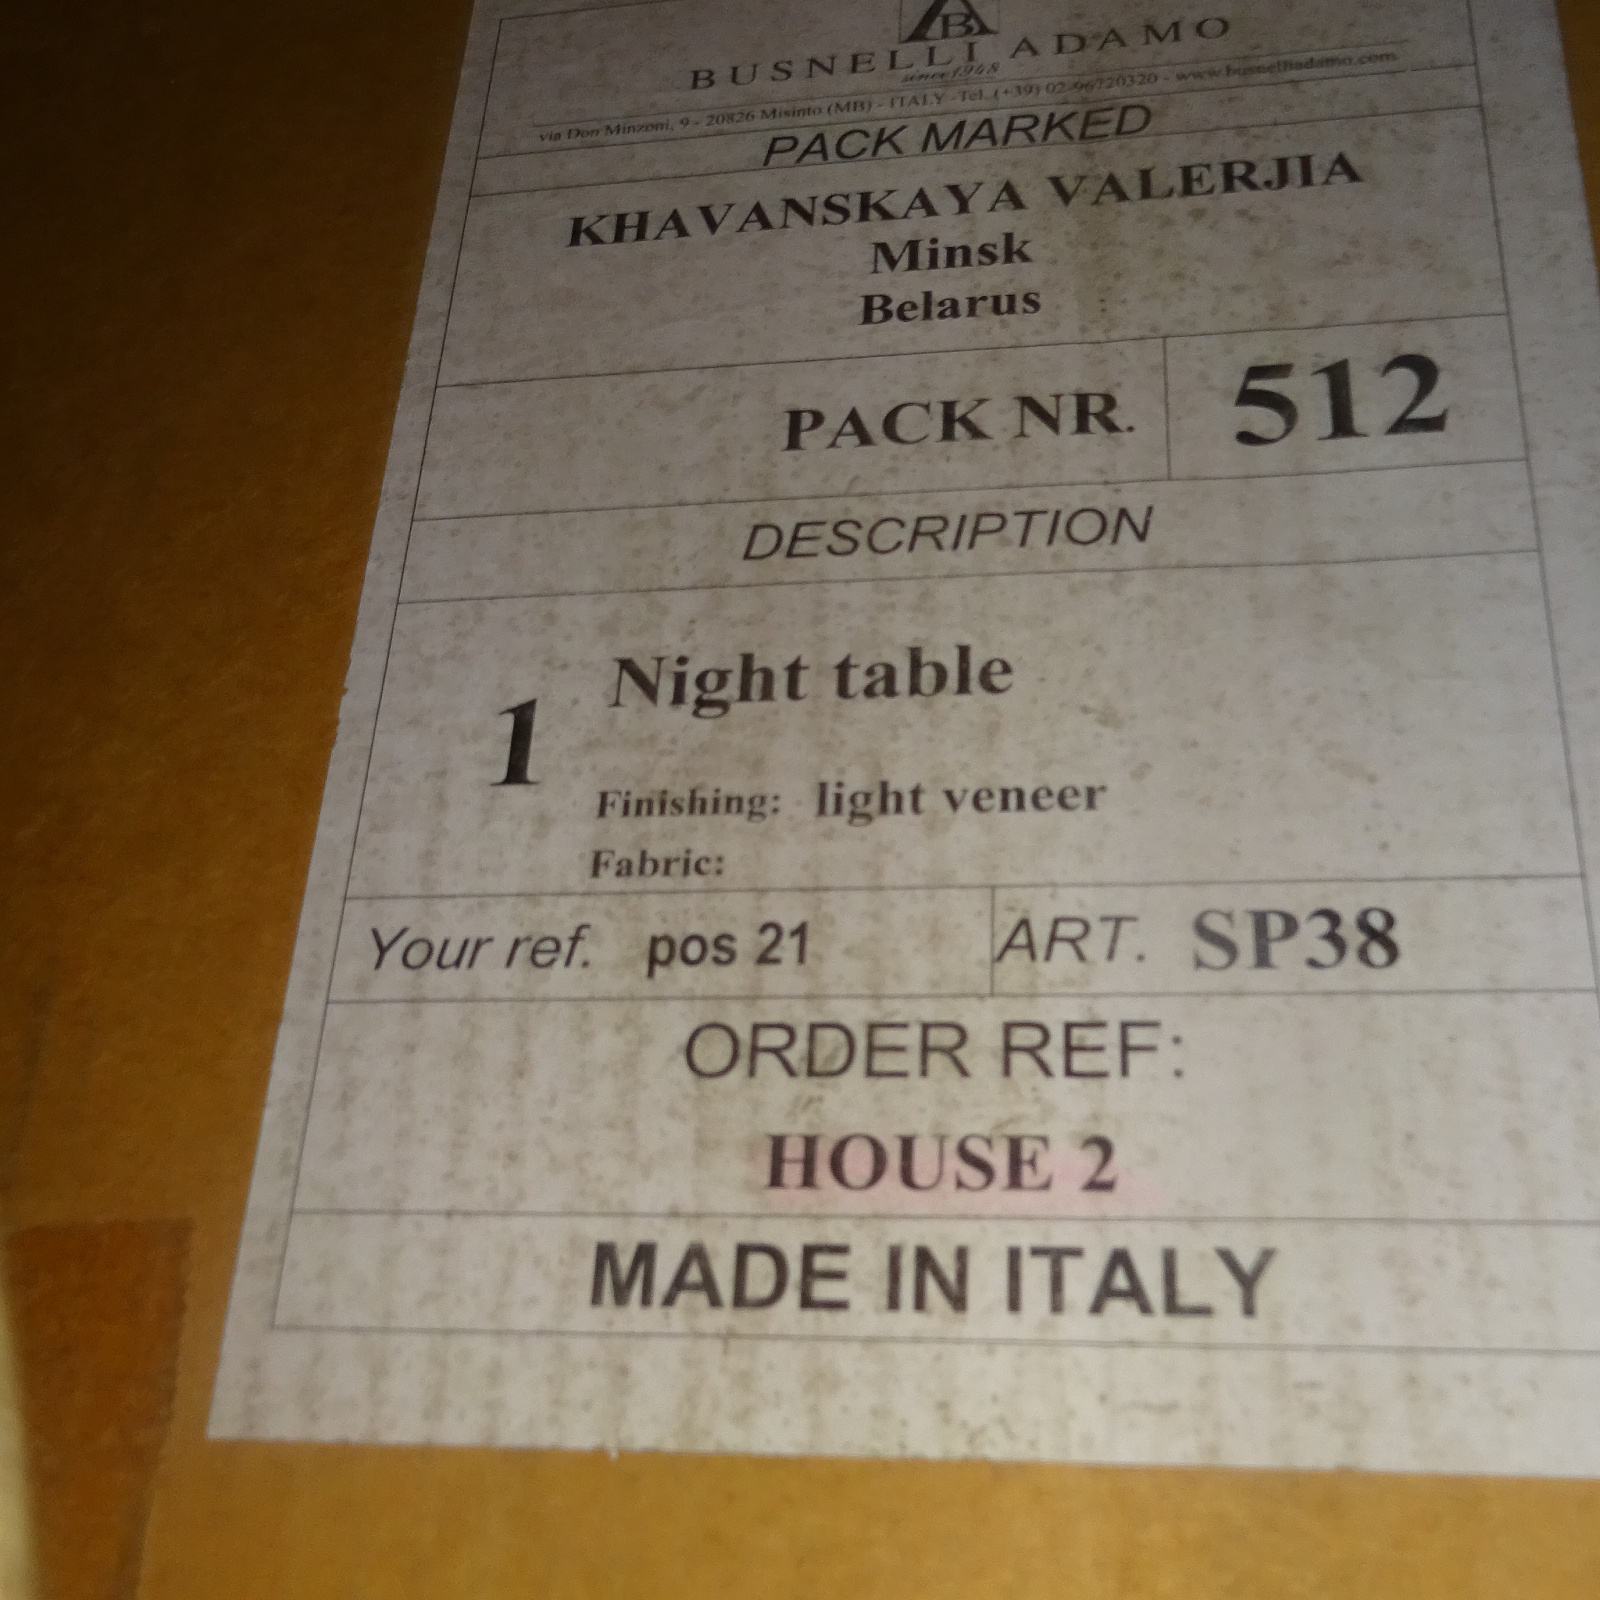 BUSNELLI ADAMO
since 1948
via Don Minzoni, 9 - 20826 Misinto (MB) - ITALY -Tel. (+39) 02-96720320 - www.busnelliadamo.com
PACK MARKED
KHAVANSKAYA VALERJIA
Minsk
Belarus
PACK NR. 512
DESCRIPTION
1 Night table
Finishing: light veneer
Fabric:
Your ref. pos 21 ART. SP38
ORDER REF:
HOUSE 2
MADE IN ITALY